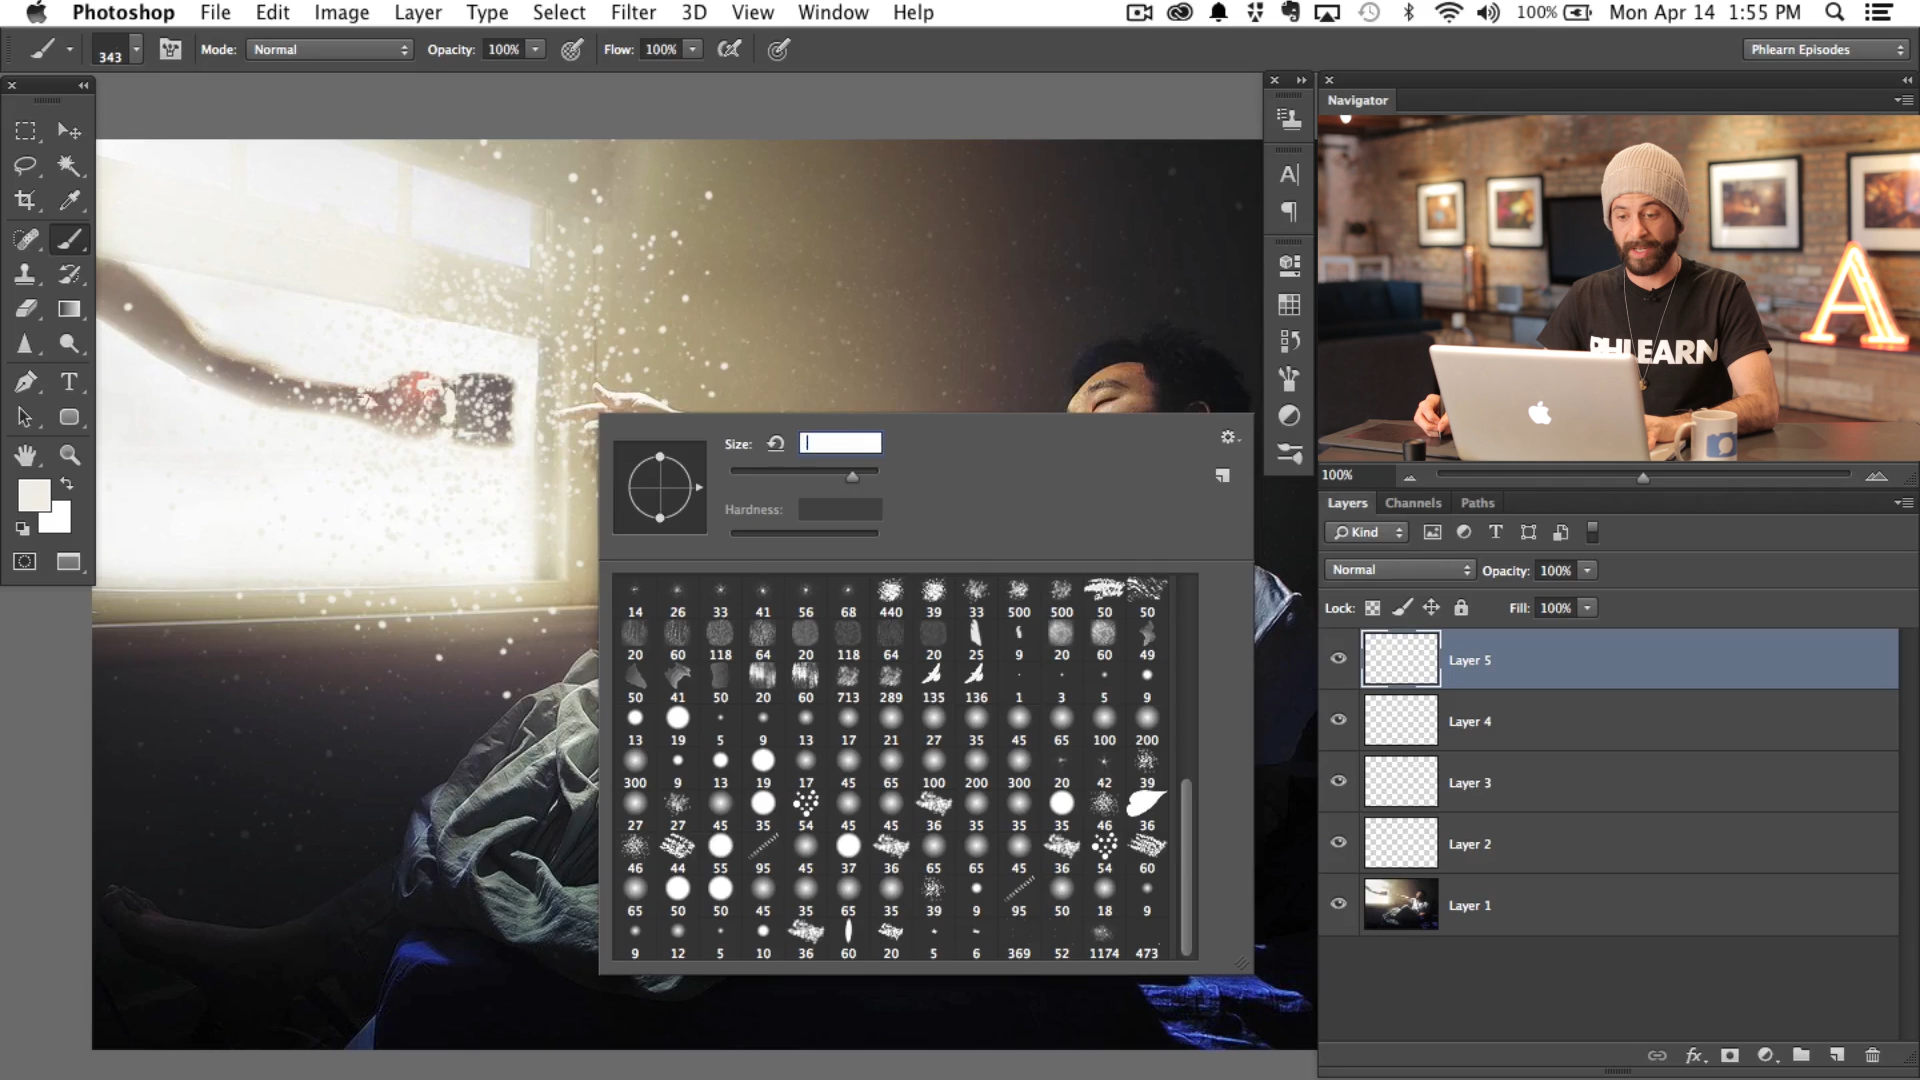 Photoshop File Edit Image Layer Type Select Filter 3D View Window Help 100% Mon Apr 14 1:55 PM
343 Mode: Normal Opacity: 100% Flow: 100% Phlearn Episodes
Navigator
A
PHLEARN
100%
Size:
Hardness:
14 26 33 41 56 68 440 39 33 500 500 50 50
20 60 118 64 20 118 64 20 25 9 20 60 49
50 41 50 20 60 713 289 135 136 1 3 5 9
13 19 5 9 13 17 21 27 35 45 65 100 200
300 9 13 19 17 45 65 100 200 300 20 42 39
27 27 45 35 54 45 45 36 35 35 35 46 36
46 44 55 95 45 37 36 65 65 45 36 54 60
65 50 50 45 35 65 35 39 9 95 50 18 9
9 12 5 10 36 60 20 5 6 369 52 1174 473
Layers Channels Paths
Kind
Normal Opacity: 100%
Lock: Fill: 100%
Layer 5
Layer 4
Layer 3
Layer 2
Layer 1